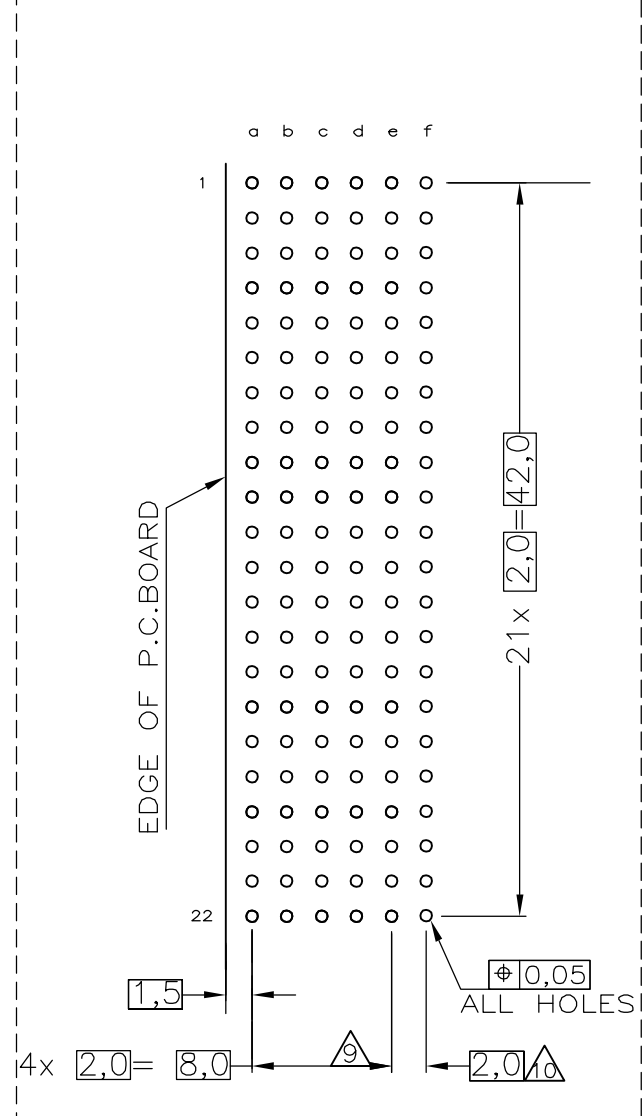 a b c d e f
1
21x 2,0=42,0
EDGE OF P.C.BOARD
22
⌖ 0,05
1,5
ALL HOLES
4x 2,0= 8,0
9
2,0
10